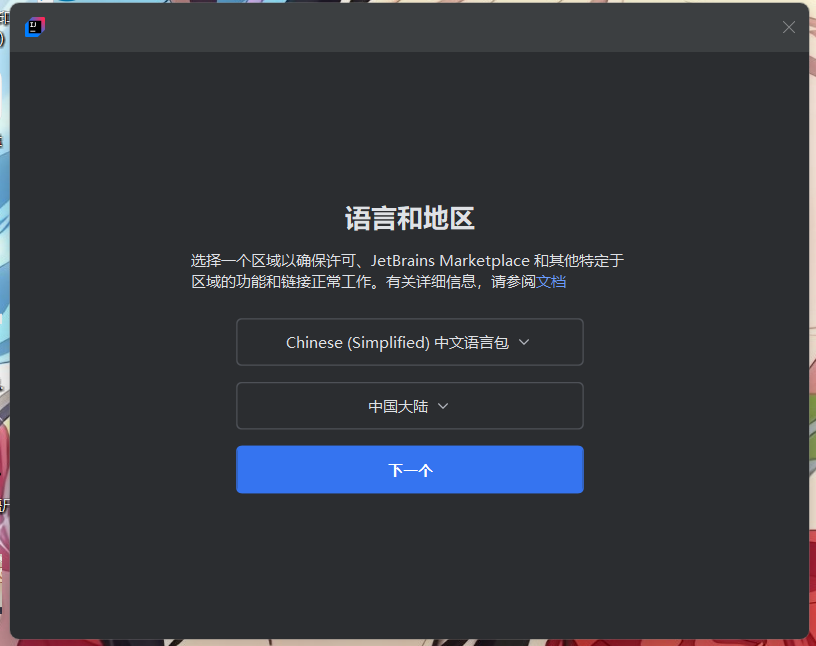 IJ
语言和地区
选择一个区域以确保许可、JetBrains Marketplace 和其他特定于
区域的功能和链接正常工作。有关详细信息，请参阅文档
Chinese (Simplified) 中文语言包
中国大陆
下一个